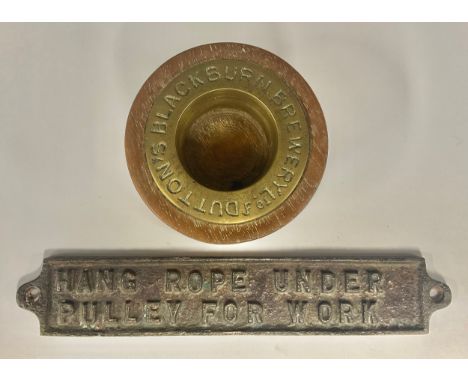 DUTTON'S BLACKBURN BREWERY LTD
HANG ROPE UNDER
PULLEY FOR WORK